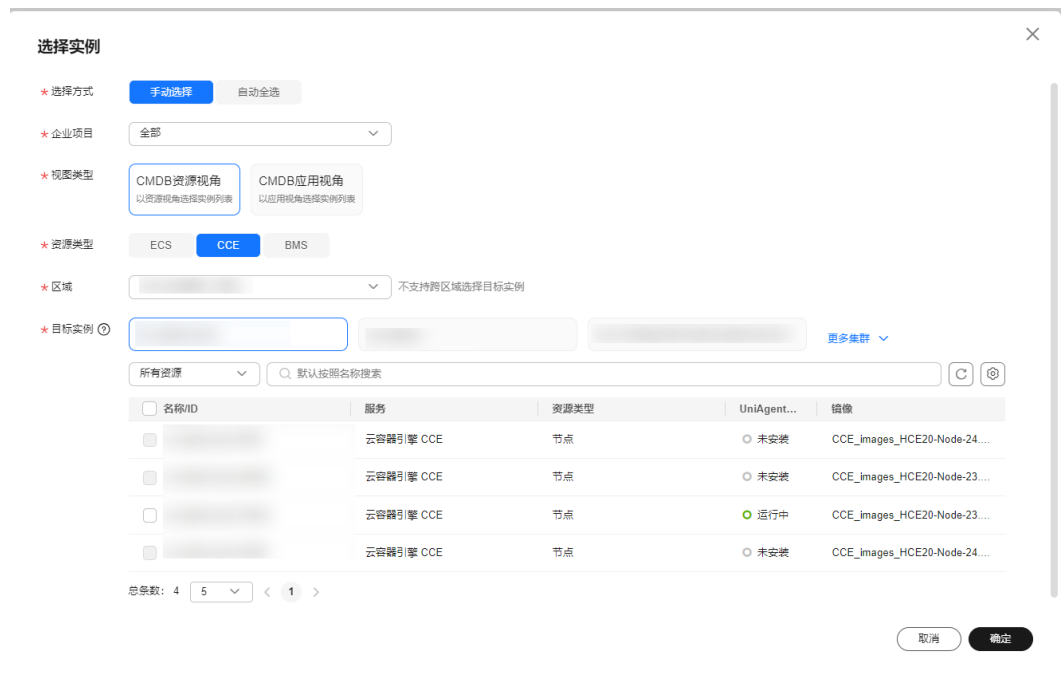 选择实例
* 选择方式 手动选择 自动全选
* 企业项目 全部
* 视图类型 CMDB资源视角 CMDB应用视角
以资源视角选择实例列表 以应用视角选择实例列表
* 资源类型 ECS CCE BMS
* 区域 不支持跨区域选择目标实例
* 目标实例 ? 更多集群
所有资源 默认按照名称搜索
名称/ID 服务 资源类型 UniAgent... 镜像
云容器引擎 CCE 节点 未安装 CCE_images_HCE20-Node-24....
云容器引擎 CCE 节点 未安装 CCE_images_HCE20-Node-23....
云容器引擎 CCE 节点 运行中 CCE_images_HCE20-Node-23....
云容器引擎 CCE 节点 未安装 CCE_images_HCE20-Node-24....
总条数: 4 5 < 1 >
取消 确定